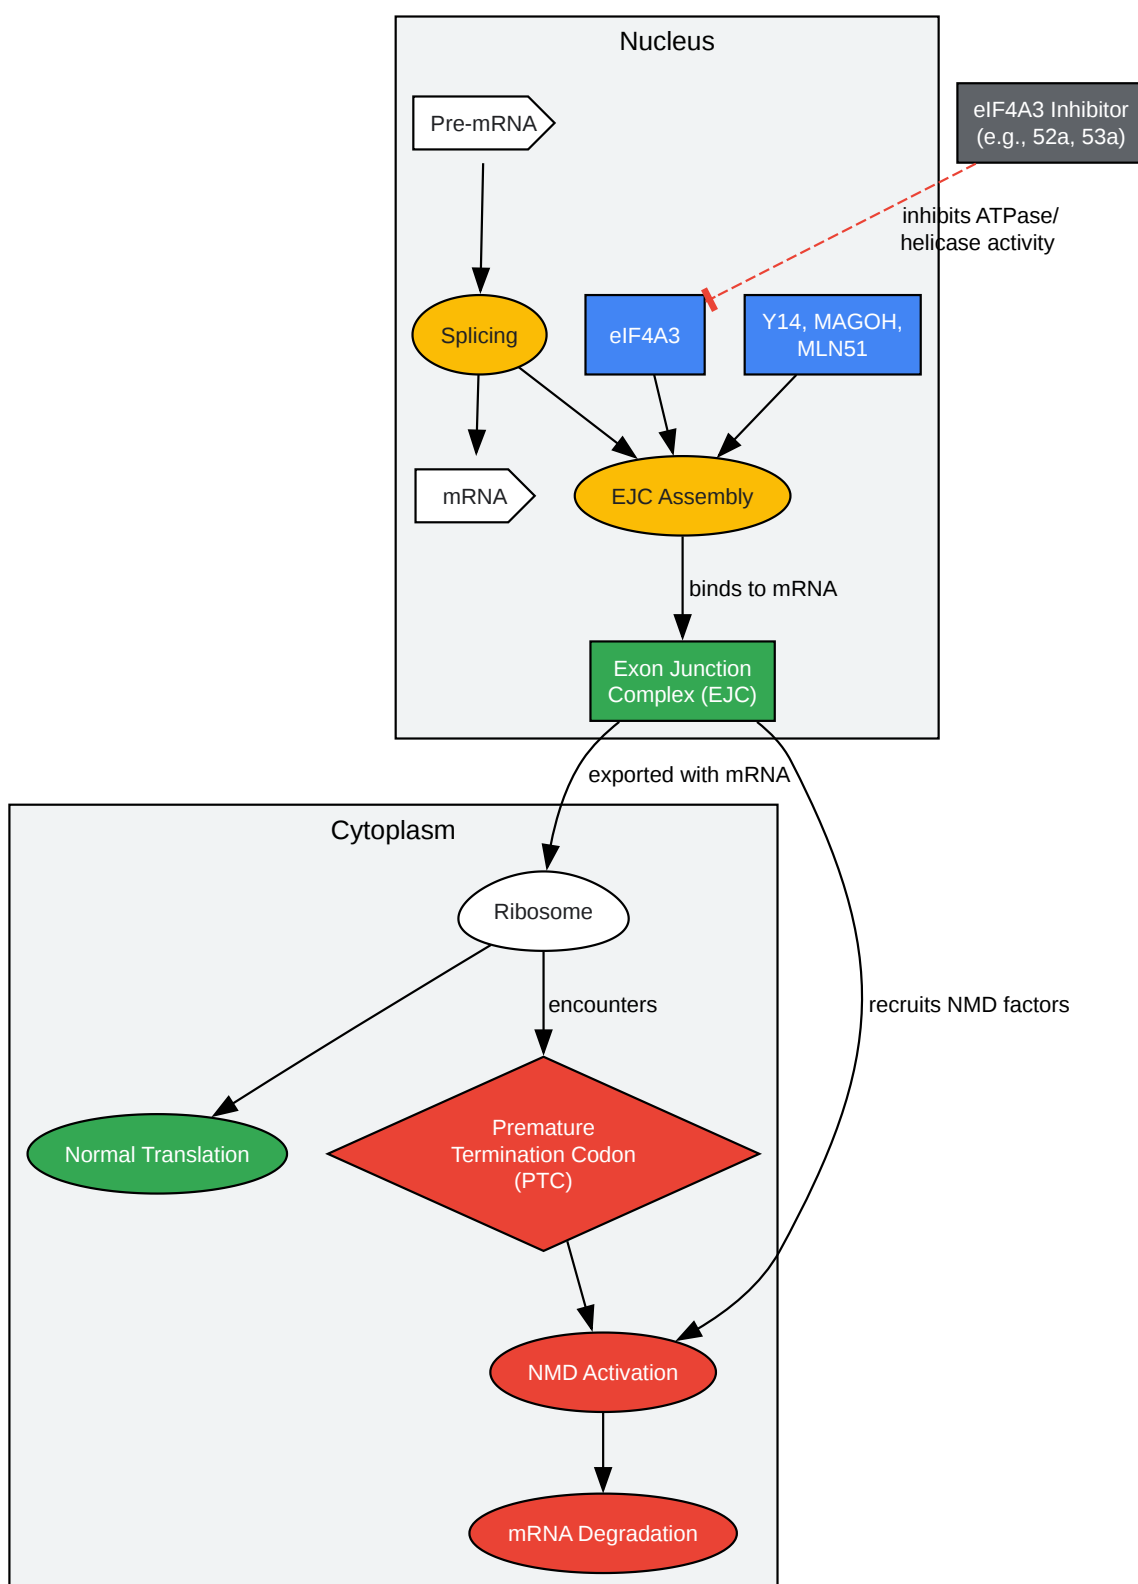 Nucleus
Pre-mRNA
eIF4A3 Inhibitor
(e.g., 52a, 53a)
inhibits ATPase/
helicase activity
Splicing
eIF4A3
Y14, MAGOH,
MLN51
mRNA
EJC Assembly
binds to mRNA
Exon Junction
Complex (EJC)
exported with mRNA
Cytoplasm
Ribosome
encounters
recruits NMD factors
Normal Translation
Premature
Termination Codon
(PTC)
NMD Activation
mRNA Degradation